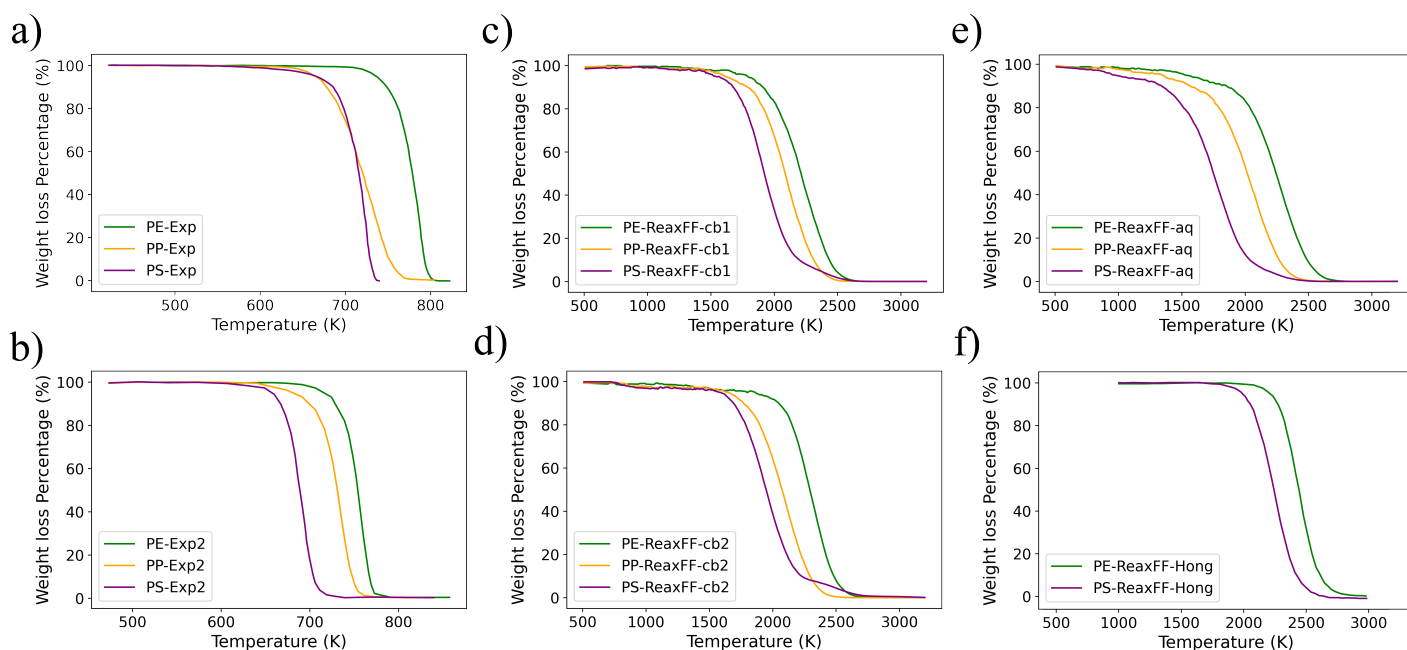 a)
Weight loss Percentage (%)
100
80
60
40
20
0
PE-Exp
PP-Exp
PS-Exp
500
600
700
800
Temperature (K)
c)
Weight loss Percentage (%)
100
80
60
40
20
0
PE-ReaxFF-cb1
PP-ReaxFF-cb1
PS-ReaxFF-cb1
500
1000
1500
2000
2500
3000
Temperature (K)
e)
Weight loss Percentage (%)
100
80
60
40
20
0
PE-ReaxFF-aq
PP-ReaxFF-aq
PS-ReaxFF-aq
500
1000
1500
2000
2500
3000
Temperature (K)
b)
Weight loss Percentage (%)
100
80
60
40
20
0
PE-Exp2
PP-Exp2
PS-Exp2
500
600
700
800
Temperature (K)
d)
Weight loss Percentage (%)
100
80
60
40
20
0
PE-ReaxFF-cb2
PP-ReaxFF-cb2
PS-ReaxFF-cb2
500
1000
1500
2000
2500
3000
Temperature (K)
f)
Weight loss Percentage (%)
100
80
60
40
20
0
PE-ReaxFF-Hong
PS-ReaxFF-Hong
500
1000
1500
2000
2500
3000
Temperature (K)